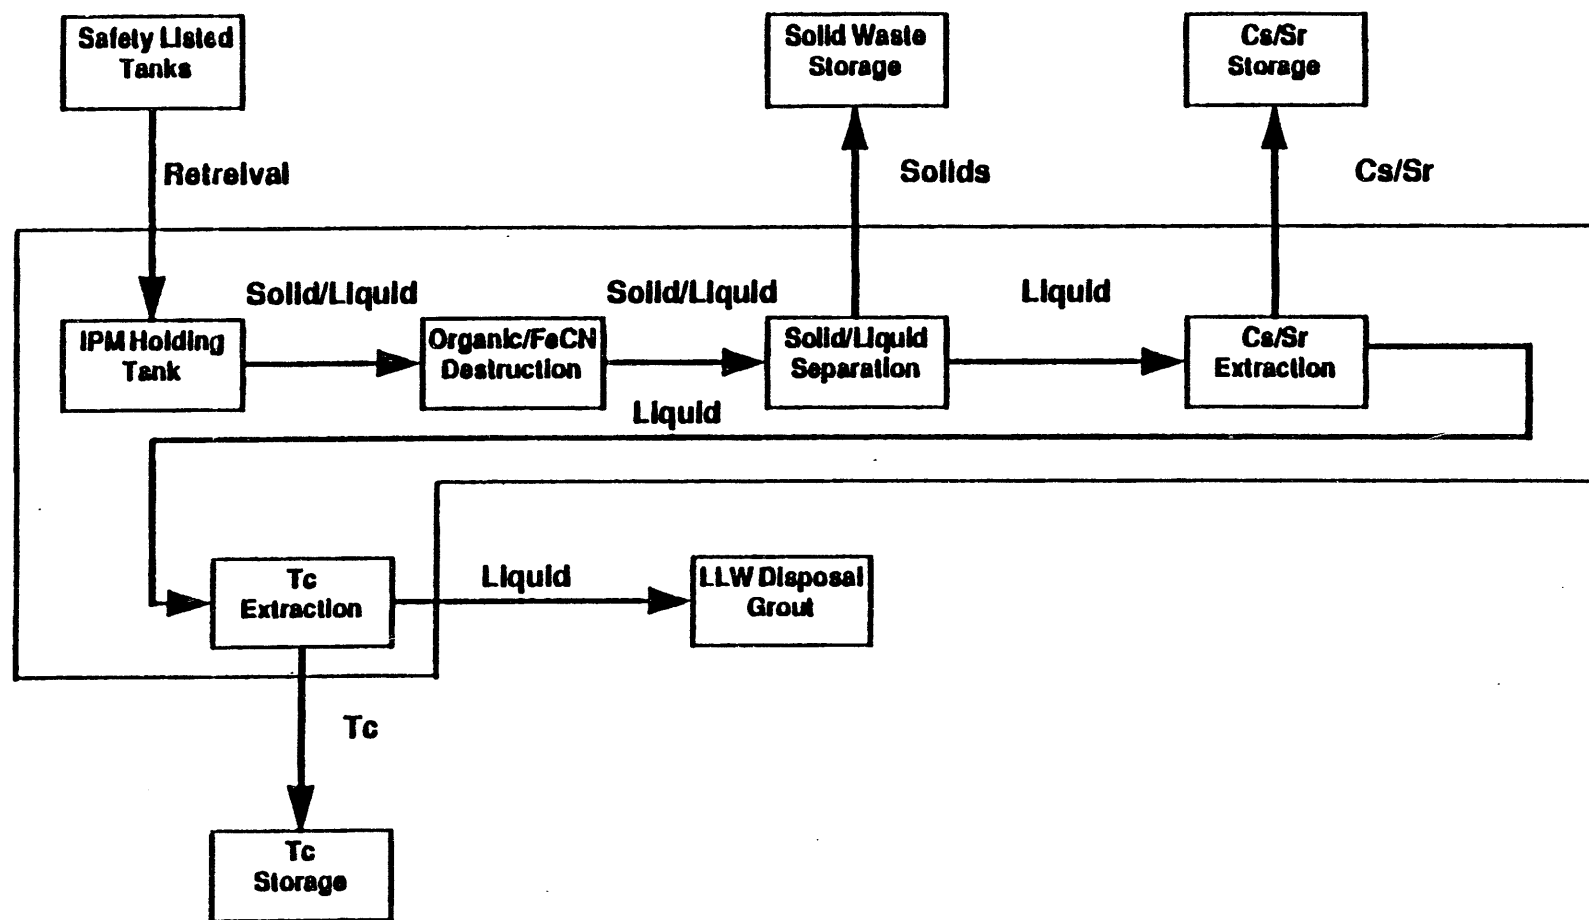 Safety Listed
Tanks
Solid Waste
Storage
Cs/Sr
Storage
Retreival
Solids
Cs/Sr
Solid/Liquid
Solid/Liquid
Liquid
IPM Holding
Tank
Organic/FeCN
Destruction
Solid/Liquid
Separation
Cs/Sr
Extraction
Liquid
Tc
Extraction
Liquid
LLW Disposal
Grout
Tc
Tc
Storage